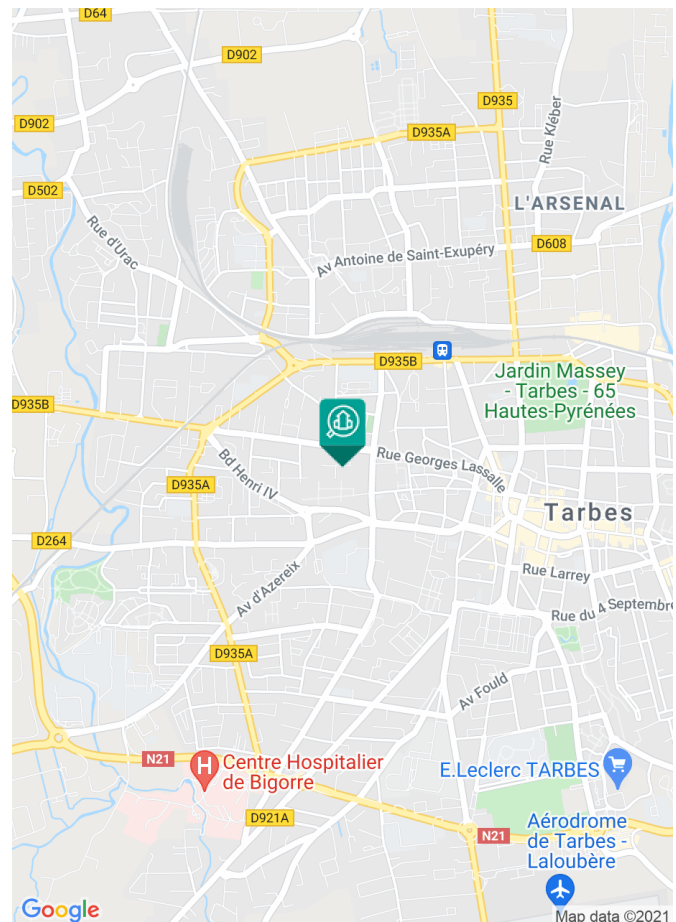 D64
D902
D935
D902
D935A
Rue Kléber
D502
L'ARSENAL
Rue d'Urac
D608
Av Antoine de Saint-Exupéry
D935B
Jardin Massey
- Tarbes - 65
Hautes-Pyrénées
D935B
Rue Georges Lassalle
Bd Henri IV
D935A
Tarbes
D264
Rue Larrey
Av d'Azereix
Rue du 4 Septembre
D935A
Av Fould
N21
H
Centre Hospitalier
de Bigorre
E.Leclerc TARBES
D921A
N21
Aérodrome
de Tarbes -
Laloubère
Google
Map data ©2021